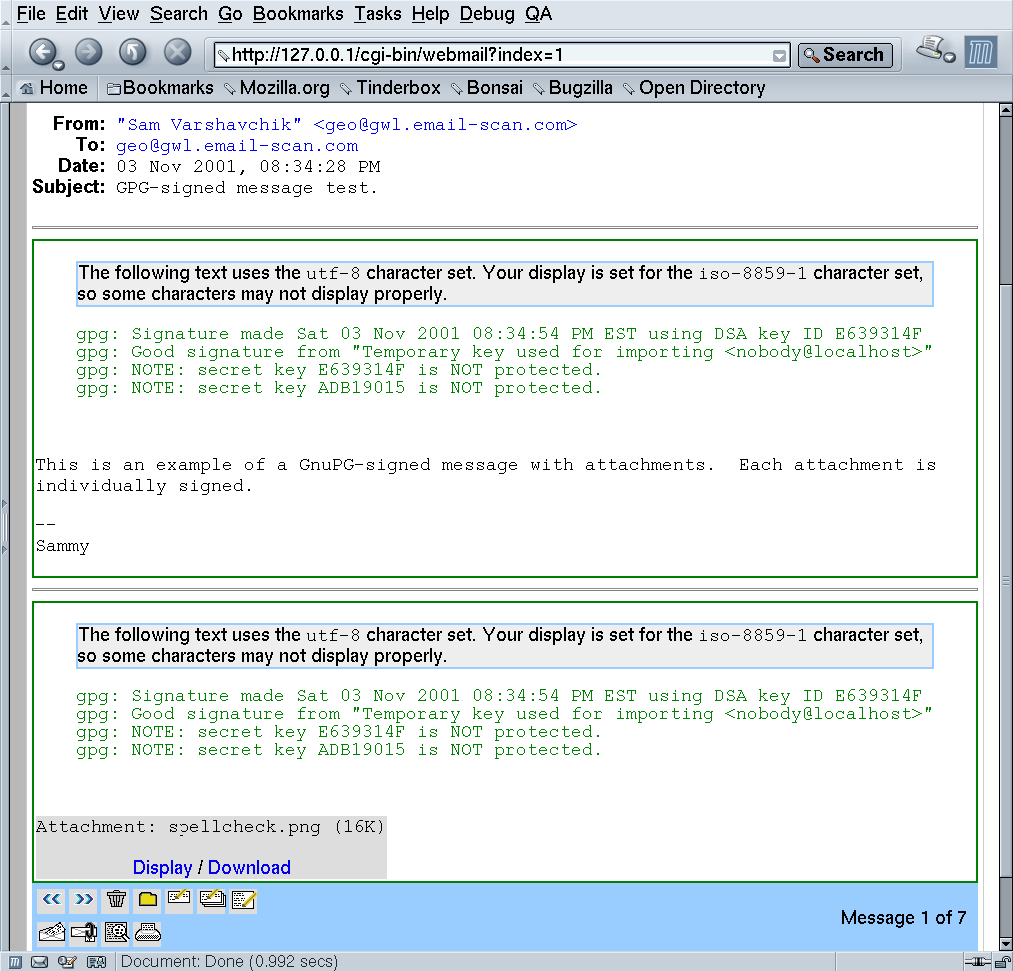 File Edit View Search Go Bookmarks Tasks Help Debug QA
http://127.0.0.1/cgi-bin/webmail?index=1 Search
Home Bookmarks Mozilla.org Tinderbox Bonsai Bugzilla Open Directory
From: "Sam Varshavchik" <geo@gwl.email-scan.com>
To: geo@gwl.email-scan.com
Date: 03 Nov 2001, 08:34:28 PM
Subject: GPG-signed message test.
The following text uses the utf-8 character set. Your display is set for the iso-8859-1 character set,
so some characters may not display properly.
gpg: Signature made Sat 03 Nov 2001 08:34:54 PM EST using DSA key ID E639314F
gpg: Good signature from "Temporary key used for importing <nobody@localhost>"
gpg: NOTE: secret key E639314F is NOT protected.
gpg: NOTE: secret key ADB19015 is NOT protected.
This is an example of a GnuPG-signed message with attachments.  Each attachment is
individually signed.
--
Sammy
The following text uses the utf-8 character set. Your display is set for the iso-8859-1 character set,
so some characters may not display properly.
gpg: Signature made Sat 03 Nov 2001 08:34:54 PM EST using DSA key ID E639314F
gpg: Good signature from "Temporary key used for importing <nobody@localhost>"
gpg: NOTE: secret key E639314F is NOT protected.
gpg: NOTE: secret key ADB19015 is NOT protected.
Attachment: spellcheck.png (16K)
Display / Download
Message 1 of 7
Document: Done (0.992 secs)